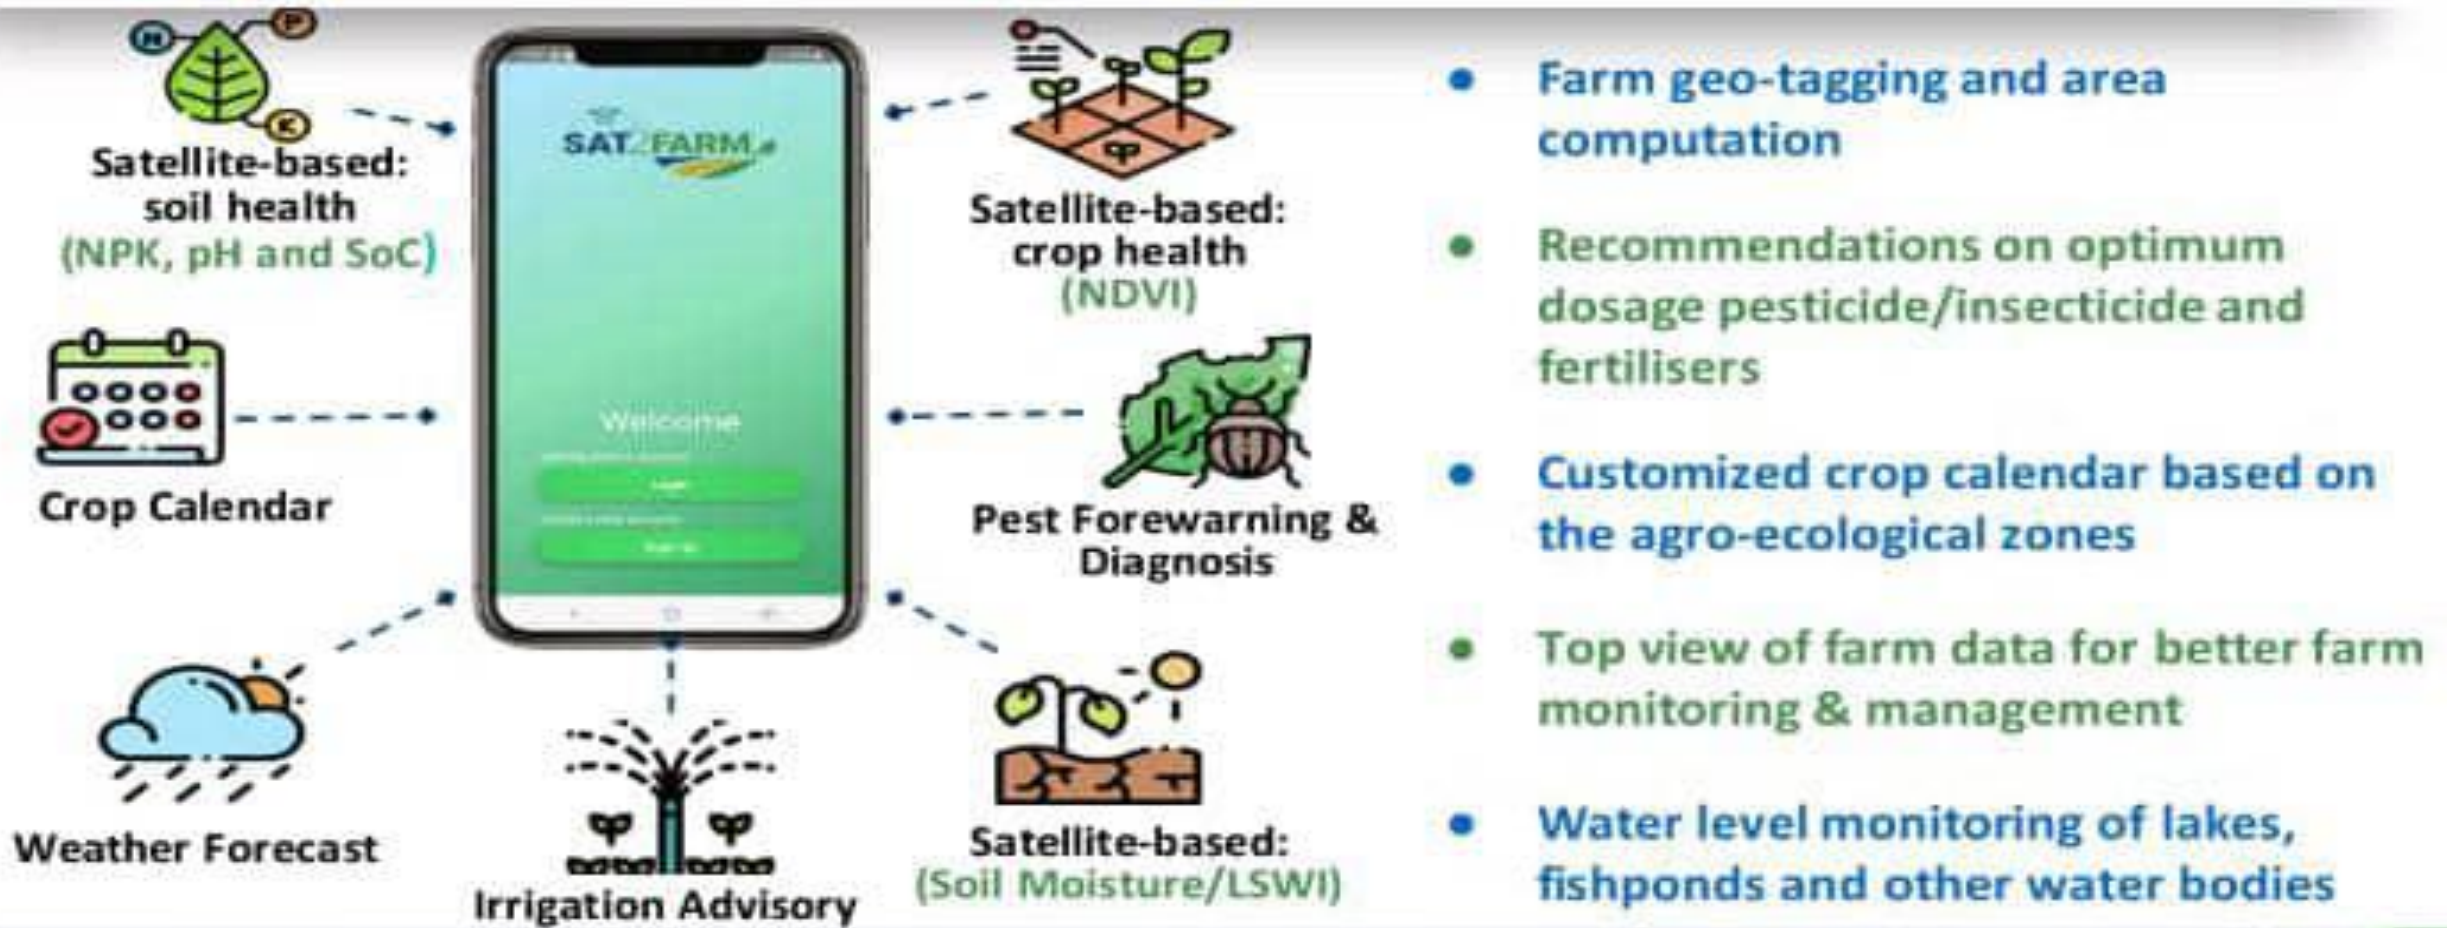 N
P
K
Satellite-based:
soil health
(NPK, pH and SoC)
Crop Calendar
Weather Forecast
SAT2FARM
Welcome
Login
Sign Up
Irrigation Advisory
Satellite-based:
crop health
(NDVI)
Pest Forewarning &
Diagnosis
Satellite-based:
(Soil Moisture/LSWI)
• Farm geo-tagging and area
computation
• Recommendations on optimum
dosage pesticide/insecticide and
fertilisers
• Customized crop calendar based on
the agro-ecological zones
• Top view of farm data for better farm
monitoring & management
• Water level monitoring of lakes,
fishponds and other water bodies